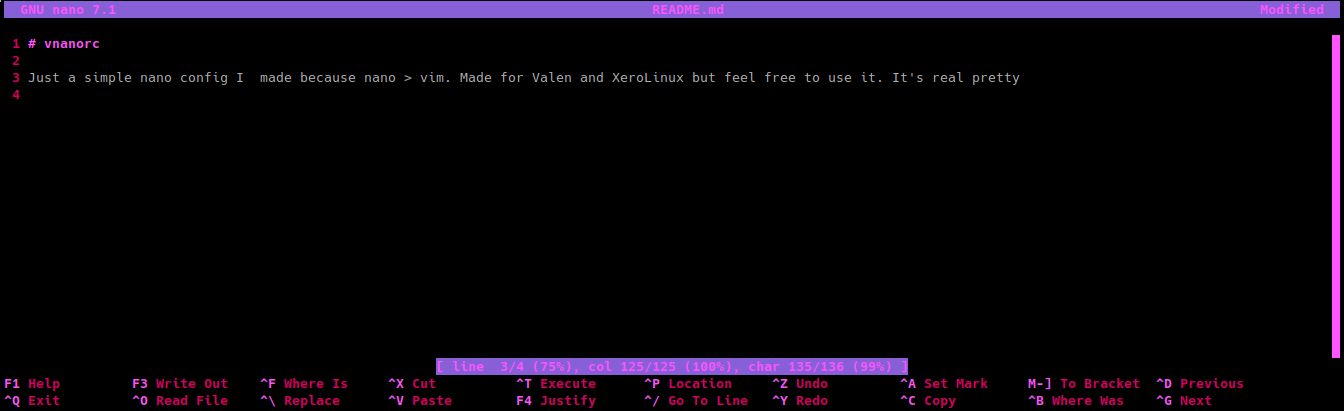 GNU nano 7.1 README.md Modified
1 # vnanorc
2
3 Just a simple nano config I  made because nano > vim. Made for Valen and XeroLinux but feel free to use it. It's real pretty
4
[ line  3/4 (75%), col 125/125 (100%), char 135/136 (99%) ]
F1 Help F3 Write Out ^F Where Is ^X Cut ^T Execute ^P Location ^Z Undo ^A Set Mark M-] To Bracket ^D Previous
^Q Exit ^O Read File ^\ Replace ^V Paste F4 Justify ^/ Go To Line ^Y Redo ^C Copy ^B Where Was ^G Next